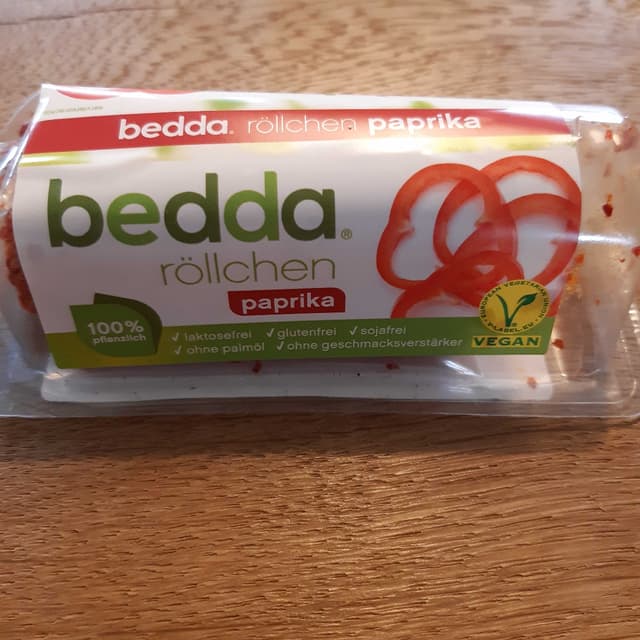 bedda. röllchen paprika
bedda®
röllchen
paprika
100%
pflanzlich
✓ laktosefrei ✓ glutenfrei ✓ sojafrei
✓ ohne palmöl ✓ ohne geschmacksverstärker
EUROPEAN VEGETARIAN UNION
V-LABEL.EU
VEGAN